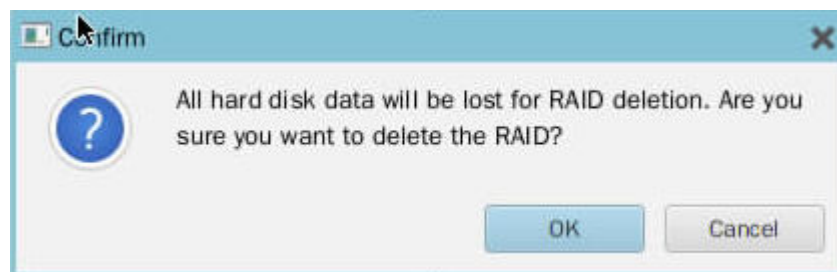 Confirm
All hard disk data will be lost for RAID deletion. Are you
sure you want to delete the RAID?
OK
Cancel